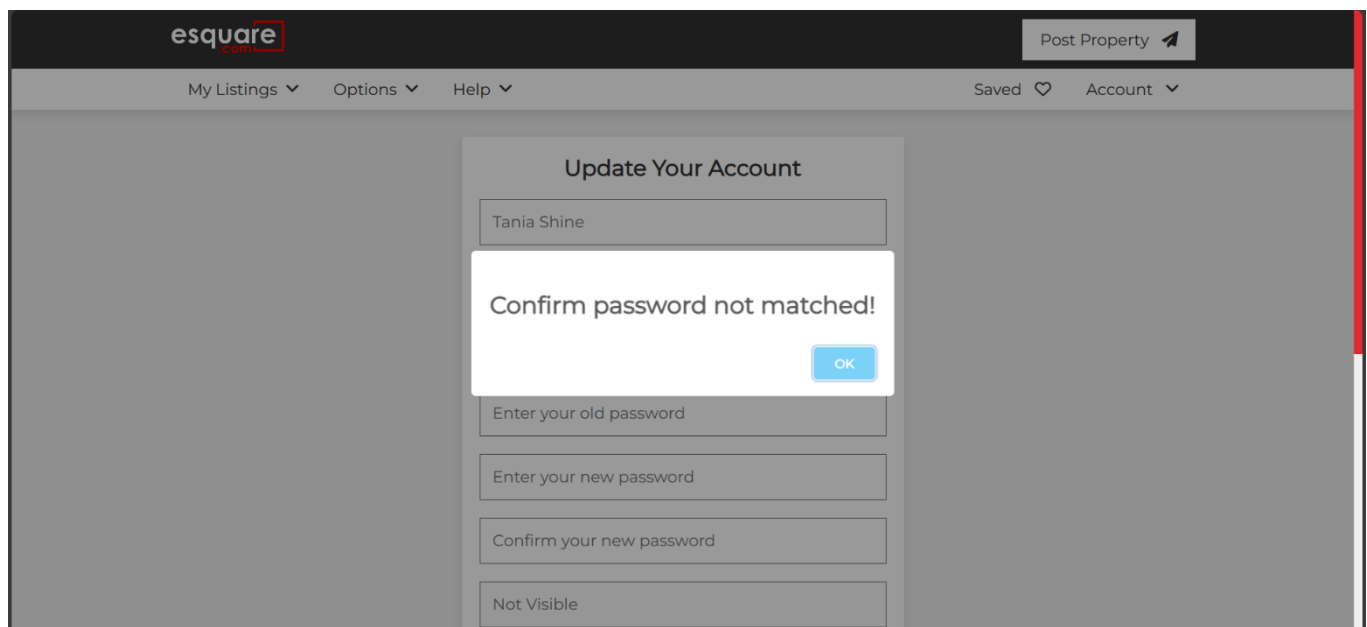 esquare
.com
Post Property
My Listings
Options
Help
Saved
Account
Update Your Account
Tania Shine
Confirm password not matched!
OK
Enter your old password
Enter your new password
Confirm your new password
Not Visible